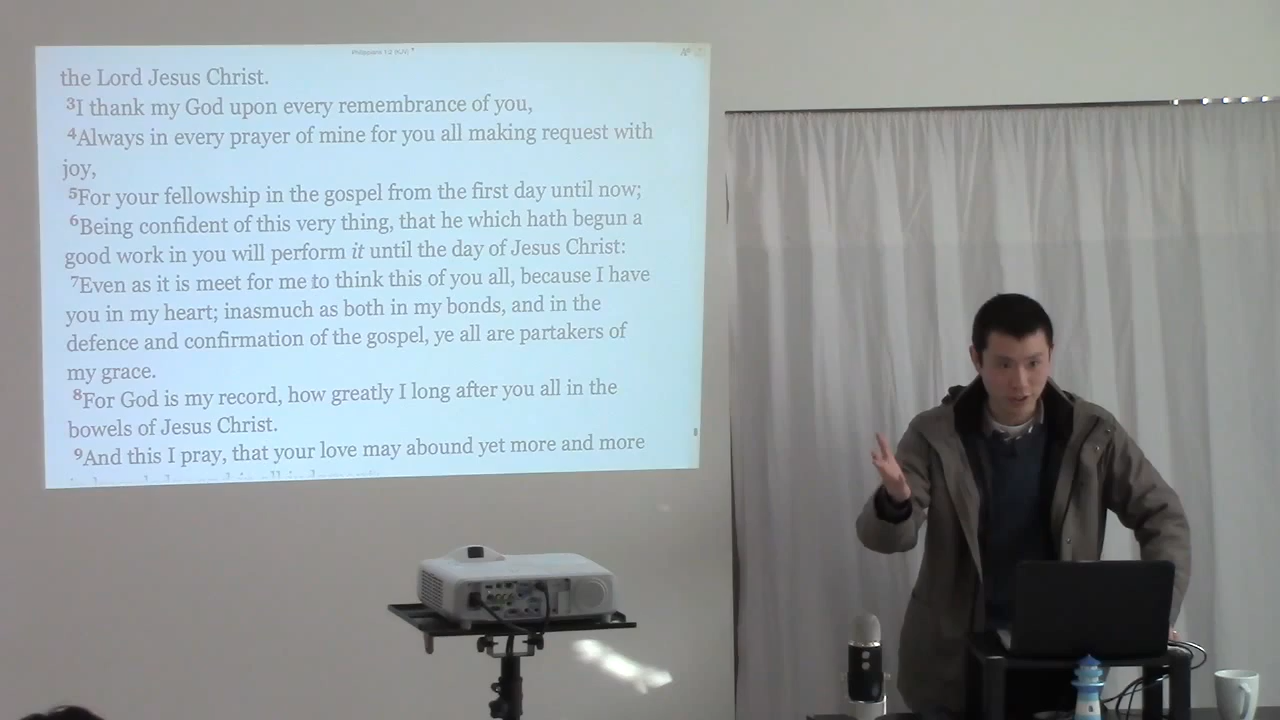 Philippians 1:2 (KJV)
the Lord Jesus Christ.
3I thank my God upon every remembrance of you,
4Always in every prayer of mine for you all making request with
joy,
5For your fellowship in the gospel from the first day until now;
6Being confident of this very thing, that he which hath begun a
good work in you will perform it until the day of Jesus Christ:
7Even as it is meet for me to think this of you all, because I have
you in my heart; inasmuch as both in my bonds, and in the
defence and confirmation of the gospel, ye all are partakers of
my grace.
8For God is my record, how greatly I long after you all in the
bowels of Jesus Christ.
9And this I pray, that your love may abound yet more and more